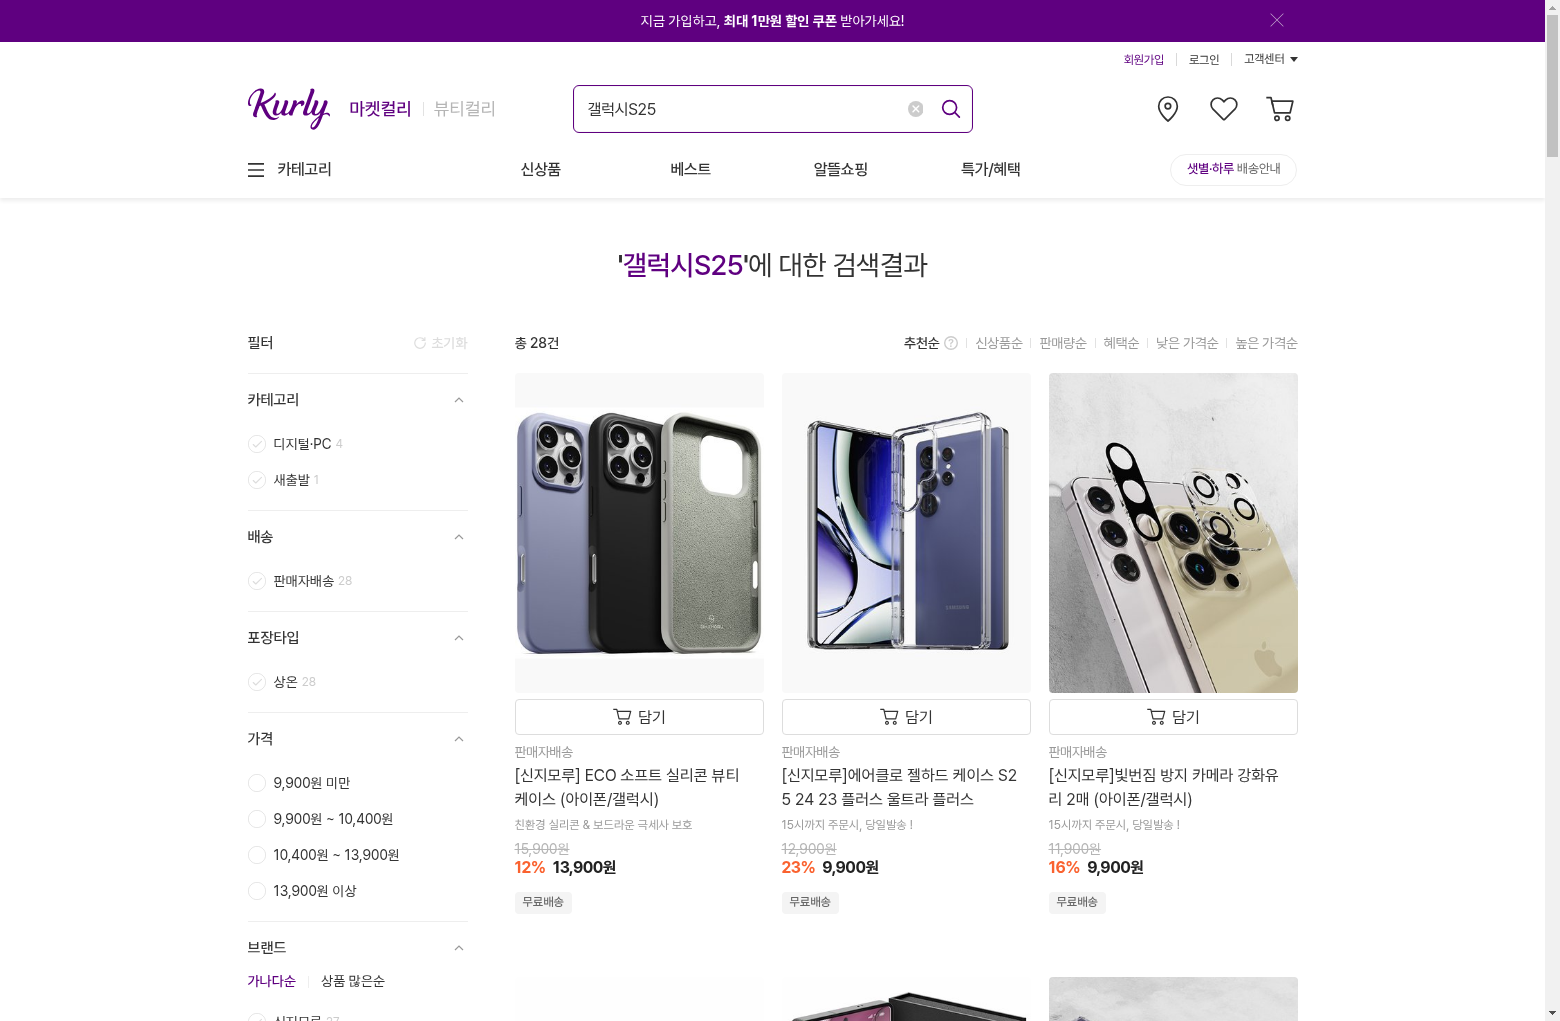 지금 가입하고, 최대 1만원 할인 쿠폰 받아가세요!
회원가입
로그인
고객센터
Kurly
마켓컬리
뷰티컬리
갤럭시S25
카테고리
신상품
베스트
알뜰쇼핑
특가/혜택
샛별·하루 배송안내
'갤럭시S25'에 대한 검색결과
필터
초기화
카테고리
디지털·PC 4
새출발 1
배송
판매자배송 28
포장타입
상온 28
가격
9,900원 미만
9,900원 ~ 10,400원
10,400원 ~ 13,900원
13,900원 이상
브랜드
가나다순
상품 많은순
신지모루 27
총 28건
추천순
신상품순
판매량순
혜택순
낮은 가격순
높은 가격순
담기
판매자배송
[신지모루] ECO 소프트 실리콘 뷰티
케이스 (아이폰/갤럭시)
친환경 실리콘 & 보드라운 극세사 보호
15,900원
12% 13,900원
무료배송
SAMSUNG
담기
판매자배송
[신지모루]에어클로 젤하드 케이스 S2
5 24 23 플러스 울트라 플러스
15시까지 주문시, 당일발송 !
12,900원
23% 9,900원
무료배송
담기
판매자배송
[신지모루]빛번짐 방지 카메라 강화유
리 2매 (아이폰/갤럭시)
15시까지 주문시, 당일발송 !
11,900원
16% 9,900원
무료배송